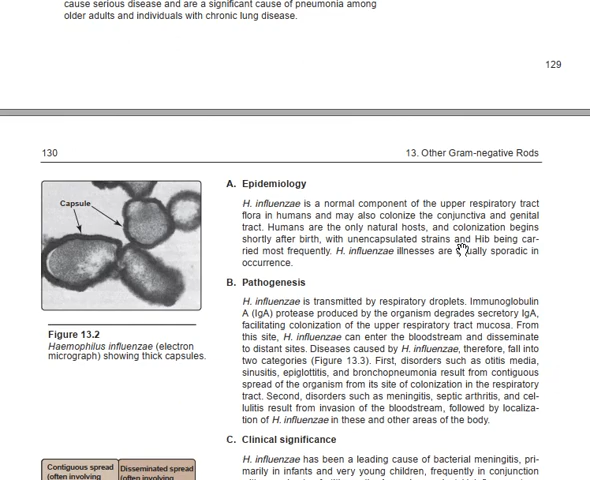 cause serious disease and are a significant cause of pneumonia among
older adults and individuals with chronic lung disease.
129
130
13. Other Gram-negative Rods
Capsule
Figure 13.2
Haemophilus influenzae (electron
micrograph) showing thick capsules.
Contiguous spread
(often involving
Disseminated spread
(often involving
A. Epidemiology
H. influenzae is a normal component of the upper respiratory tract
flora in humans and may also colonize the conjunctiva and genital
tract. Humans are the only natural hosts, and colonization begins
shortly after birth, with unencapsulated strains and Hib being car-
ried most frequently. H. influenzae illnesses are usually sporadic in
occurrence.
B. Pathogenesis
H. influenzae is transmitted by respiratory droplets. Immunoglobulin
A (IgA) protease produced by the organism degrades secretory IgA,
facilitating colonization of the upper respiratory tract mucosa. From
this site, H. influenzae can enter the bloodstream and disseminate
to distant sites. Diseases caused by H. influenzae, therefore, fall into
two categories (Figure 13.3). First, disorders such as otitis media,
sinusitis, epiglottitis, and bronchopneumonia result from contiguous
spread of the organism from its site of colonization in the respiratory
tract. Second, disorders such as meningitis, septic arthritis, and cel-
lulitis result from invasion of the bloodstream, followed by localiza-
tion of H. influenzae in these and other areas of the body.
C. Clinical significance
H. influenzae has been a leading cause of bacterial meningitis, pri-
marily in infants and very young children, frequently in conjunction